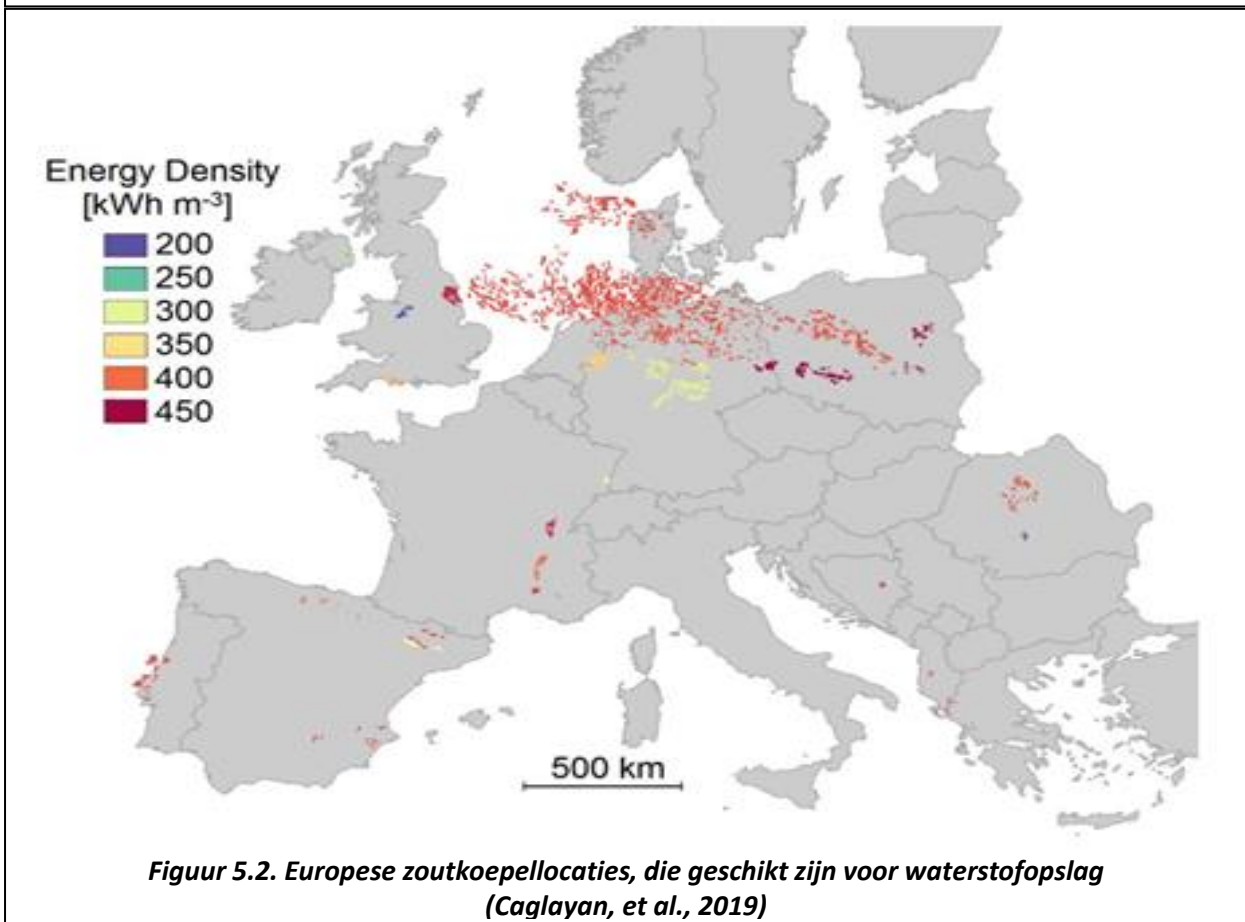 Energy Density
[kWh m-3]
200
250
300
350
400
450
500 km
Figuur 5.2. Europese zoutkoepellocaties, die geschikt zijn voor waterstofopslag
(Caglayan, et al., 2019)